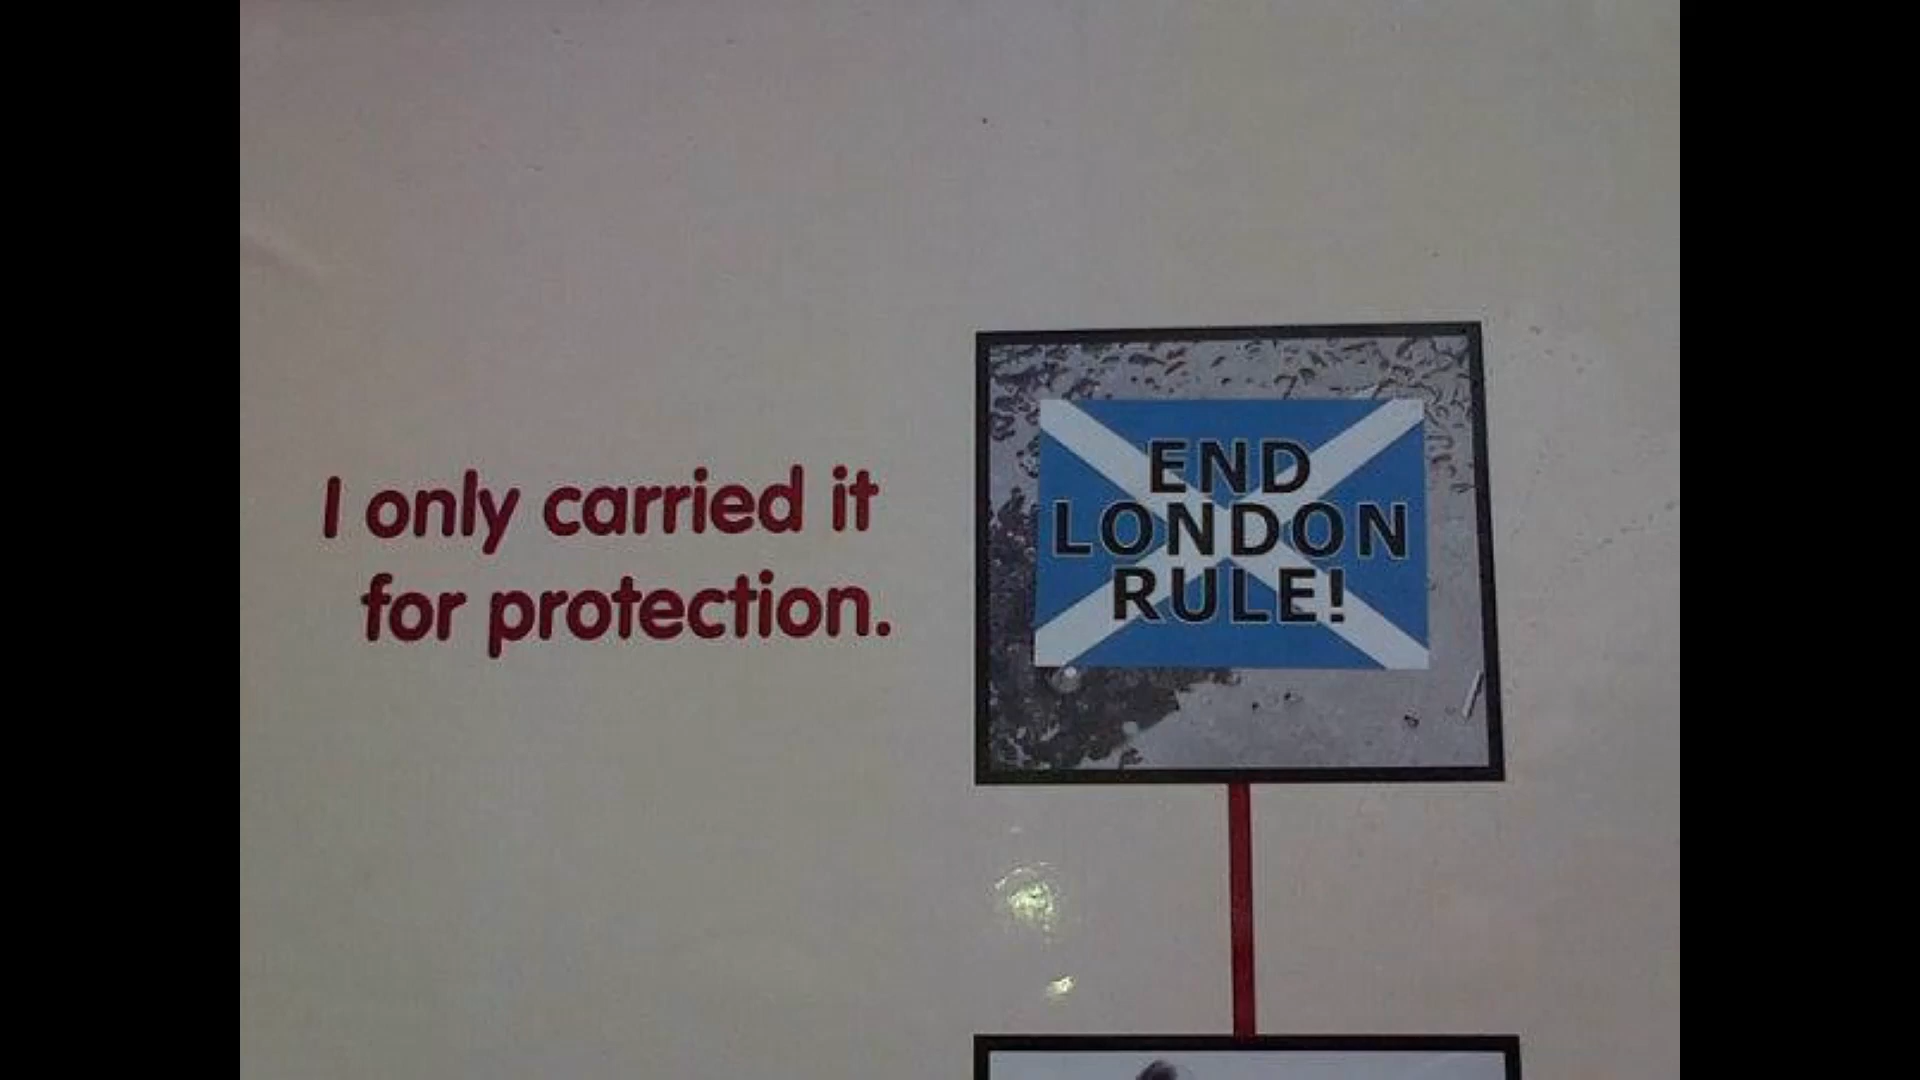 I only carried it
for protection.
END
LONDON
RULE!